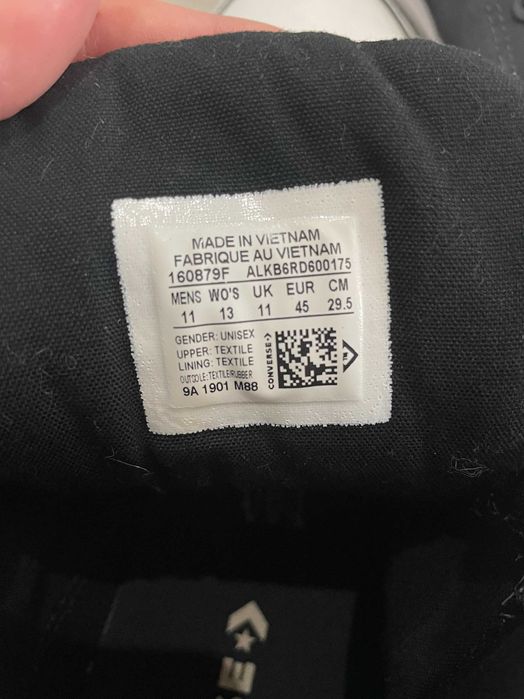 MADE IN VIETNAM
FABRIQUE AU VIETNAM
160879F ALKB6RD600175
MENS WO'S UK EUR CM
11 13 11 45 29.5
GENDER: UNISEX
UPPER: TEXTILE
LINING: TEXTILE
OUTSOLE:TEXTILE/RUBBER
9A 1901 M88
CONVERSE